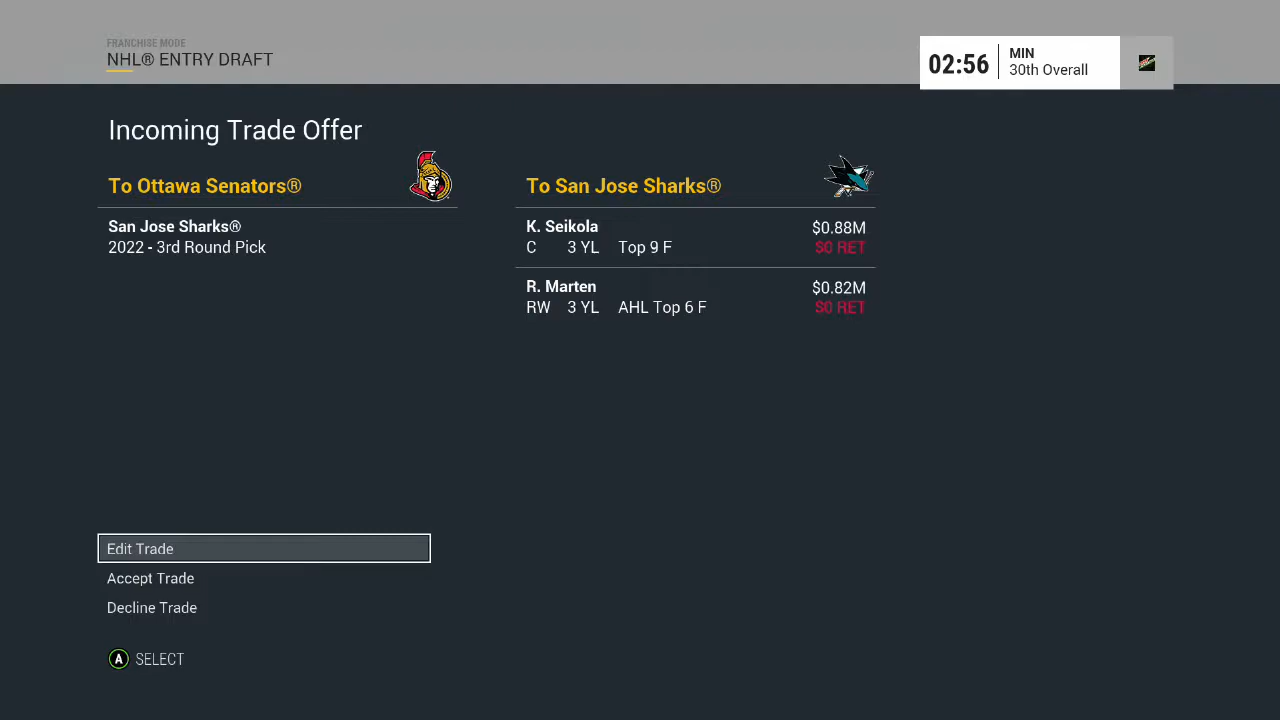 FRANCHISE MODE
NHL® ENTRY DRAFT
02:56
MIN
30th Overall
Incoming Trade Offer
To Ottawa Senators®
To San Jose Sharks®
San Jose Sharks®
2022 - 3rd Round Pick
K. Seikola $0.88M
C 3 YL Top 9 F $0 RET
R. Marten $0.82M
RW 3 YL AHL Top 6 F $0 RET
Edit Trade
Accept Trade
Decline Trade
A SELECT